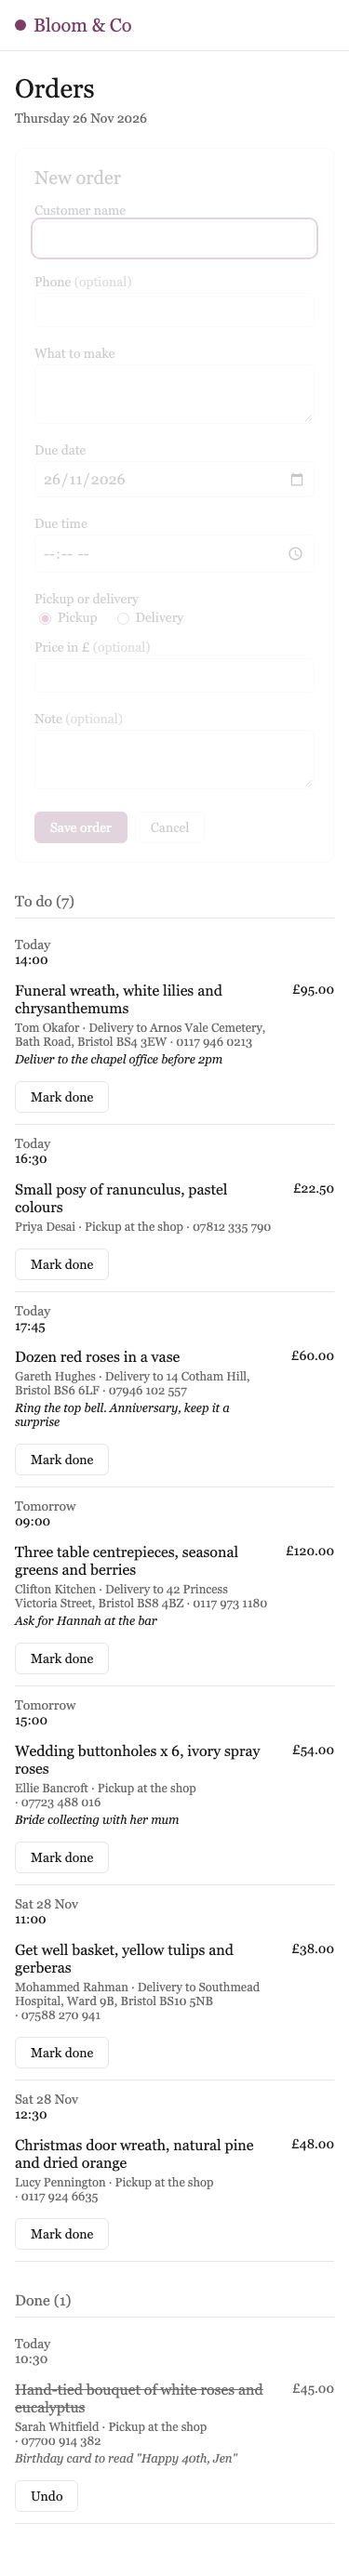 Bloom & Co
Orders
Thursday 26 Nov 2026
New order
Customer name
Phone (optional)
What to make
Due date
26/11/2026
Due time
--:-- --
Pickup or delivery
Pickup
Delivery
Price in £ (optional)
Note (optional)
Save order
Cancel
To do (7)
Today
14:00
Funeral wreath, white lilies and
chrysanthemums
£95.00
Tom Okafor · Delivery to Arnos Vale Cemetery,
Bath Road, Bristol BS4 3EW · 0117 946 0213
Deliver to the chapel office before 2pm
Mark done
Today
16:30
Small posy of ranunculus, pastel
colours
£22.50
Priya Desai · Pickup at the shop · 07812 335 790
Mark done
Today
17:45
Dozen red roses in a vase
£60.00
Gareth Hughes · Delivery to 14 Cotham Hill,
Bristol BS6 6LF · 07946 102 557
Ring the top bell. Anniversary, keep it a
surprise
Mark done
Tomorrow
09:00
Three table centrepieces, seasonal
greens and berries
£120.00
Clifton Kitchen · Delivery to 42 Princess
Victoria Street, Bristol BS8 4BZ · 0117 973 1180
Ask for Hannah at the bar
Mark done
Tomorrow
15:00
Wedding buttonholes x 6, ivory spray
roses
£54.00
Ellie Bancroft · Pickup at the shop
· 07723 488 016
Bride collecting with her mum
Mark done
Sat 28 Nov
11:00
Get well basket, yellow tulips and
gerberas
£38.00
Mohammed Rahman · Delivery to Southmead
Hospital, Ward 9B, Bristol BS10 5NB
· 07588 270 941
Mark done
Sat 28 Nov
12:30
Christmas door wreath, natural pine
and dried orange
£48.00
Lucy Pennington · Pickup at the shop
· 0117 924 6635
Mark done
Done (1)
Today
10:30
Hand-tied bouquet of white roses and
eucalyptus
£45.00
Sarah Whitfield · Pickup at the shop
· 07700 914 382
Birthday card to read "Happy 40th, Jen"
Undo